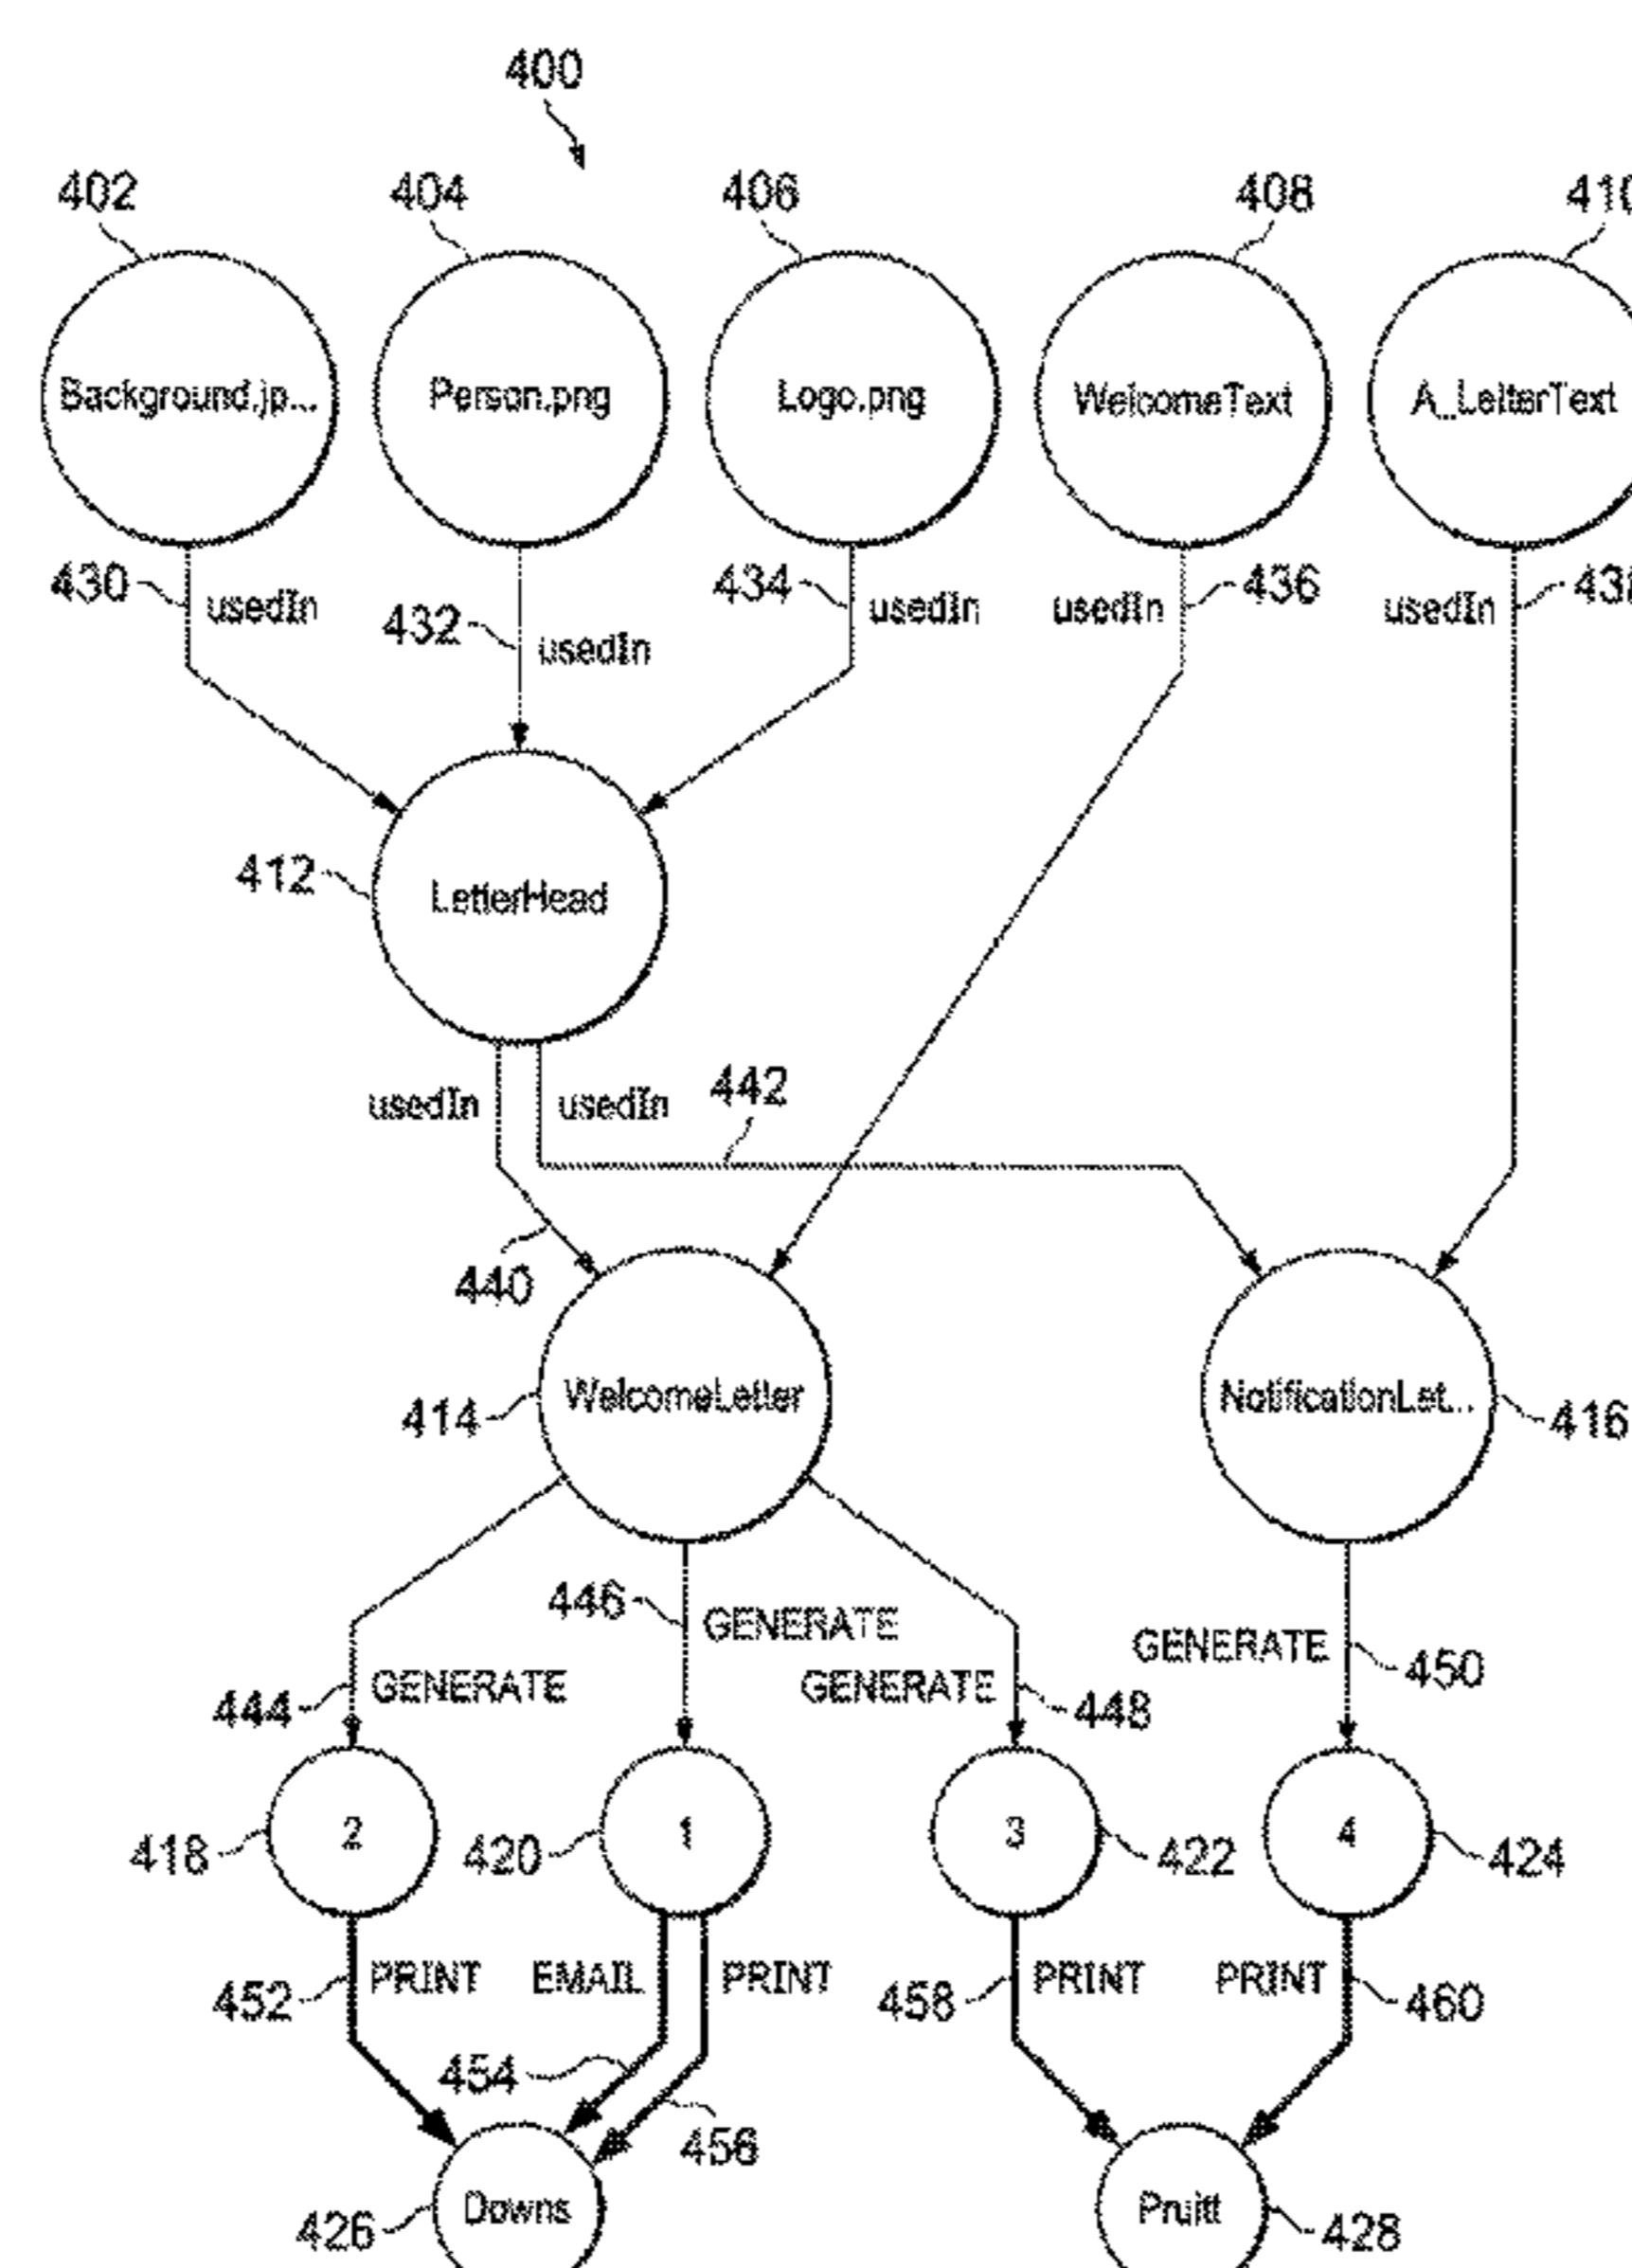 400
402 404 406 408 410
Background.jp... Person.png Logo.png WelcomeText A_LetterText
430 usedIn 432 usedIn 434 usedIn usedIn 436 usedIn 438
412 LetterHead
usedIn usedIn 442
440
414 WelcomeLetter NotificationLet... 416
446 GENERATE GENERATE 450
444 GENERATE GENERATE 448
418 2 420 1 3 422 4 424
452 PRINT EMAIL PRINT 458 PRINT PRINT 460
454 456
426 Downs Pruitt 428